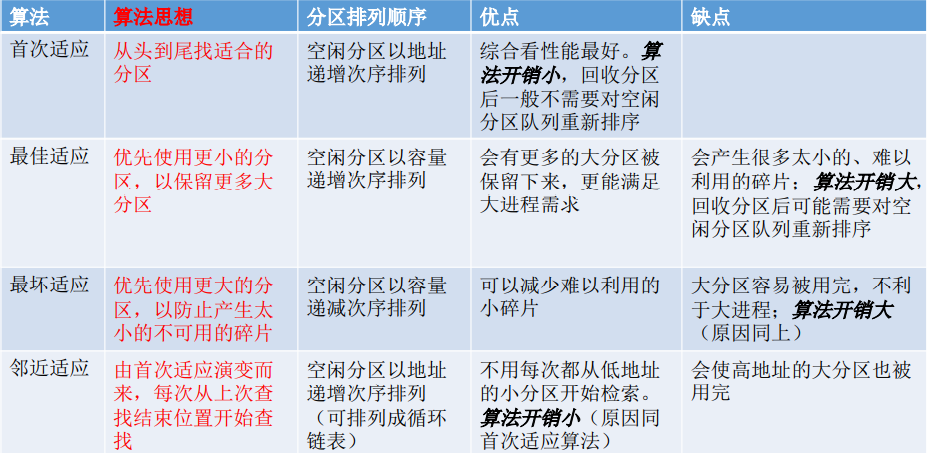 算法
算法思想
分区排列顺序
优点
缺点
首次适应
从头到尾找适合的
分区
空闲分区以地址
递增次序排列
综合看性能最好。算
法开销小，回收分区
后一般不需要对空闲
分区队列重新排序
最佳适应
优先使用更小的分
区，以保留更多大
分区
空闲分区以容量
递增次序排列
会有更多的大分区被
保留下来，更能满足
大进程需求
会产生很多太小的、难以
利用的碎片；算法开销大，
回收分区后可能需要对空
闲分区队列重新排序
最坏适应
优先使用更大的分
区，以防止产生太
小的不可用的碎片
空闲分区以容量
递减次序排列
可以减少难以利用的
小碎片
大分区容易被用完，不利
于大进程；算法开销大
（原因同上）
邻近适应
由首次适应演变而
来，每次从上次查
找结束位置开始查
找
空闲分区以地址
递增次序排列
（可排列成循环
链表）
不用每次都从低地址
的小分区开始检索。
算法开销小（原因同
首次适应算法）
会使高地址的大分区也被
用完